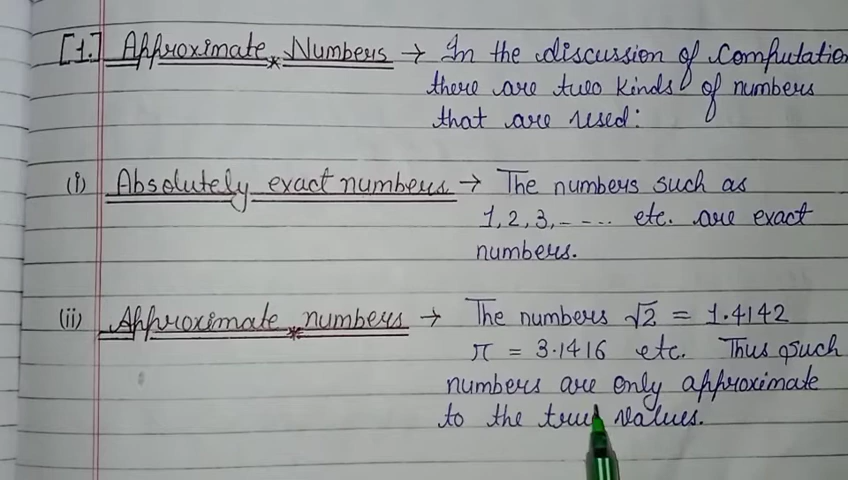 [1.] Approximate Numbers → In the discussion of computation
there are two kinds of numbers
that are used:
(i) Absolutely exact numbers → The numbers such as
1, 2, 3, - - ... etc. are exact
numbers.
(ii) Approximate numbers → The numbers √2 = 1.4142
π = 3.1416 etc. Thus such
numbers are only approximate
to the true values.